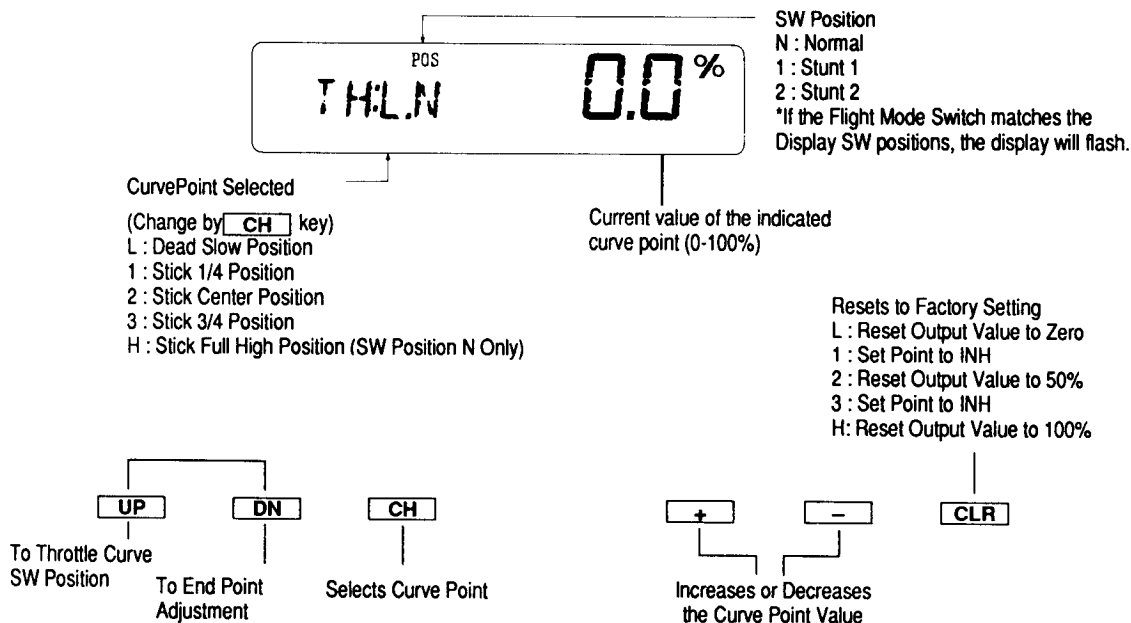 SW Position
N : Normal
1 : Stunt 1
2 : Stunt 2
*If the Flight Mode Switch matches the
Display SW positions, the display will flash.
POS
TH:L.N
0.0%
CurvePoint Selected
(Change by CH key)
L : Dead Slow Position
1 : Stick 1/4 Position
2 : Stick Center Position
3 : Stick 3/4 Position
H : Stick Full High Position (SW Position N Only)
Current value of the indicated
curve point (0-100%)
Resets to Factory Setting
L : Reset Output Value to Zero
1 : Set Point to INH
2 : Reset Output Value to 50%
3 : Set Point to INH
H: Reset Output Value to 100%
UP
DN
CH
+
–
CLR
To Throttle Curve
SW Position
To End Point
Adjustment
Selects Curve Point
Increases or Decreases
the Curve Point Value